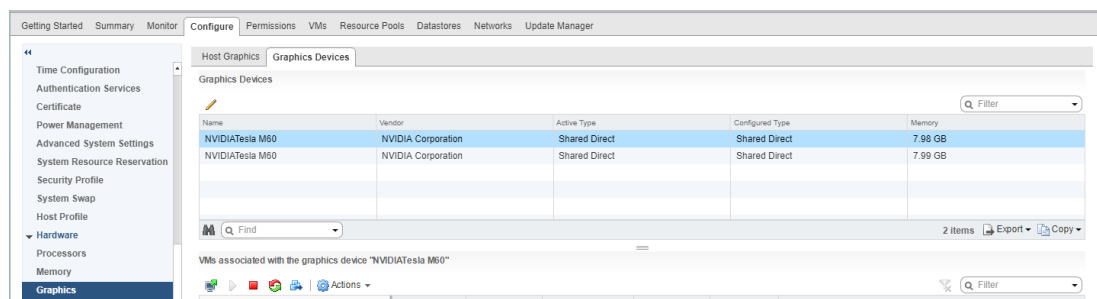 Getting Started Summary Monitor Configure Permissions VMs Resource Pools Datastores Networks Update Manager
Time Configuration
Authentication Services
Certificate
Power Management
Advanced System Settings
System Resource Reservation
Security Profile
System Swap
Host Profile
Hardware
Processors
Memory
Graphics
Host Graphics Graphics Devices
Graphics Devices
Filter
Name Vendor Active Type Configured Type Memory
NVIDIATesla M60 NVIDIA Corporation Shared Direct Shared Direct 7.98 GB
NVIDIATesla M60 NVIDIA Corporation Shared Direct Shared Direct 7.99 GB
Find 2 items Export Copy
VMs associated with the graphics device "NVIDIATesla M60"
Actions Filter